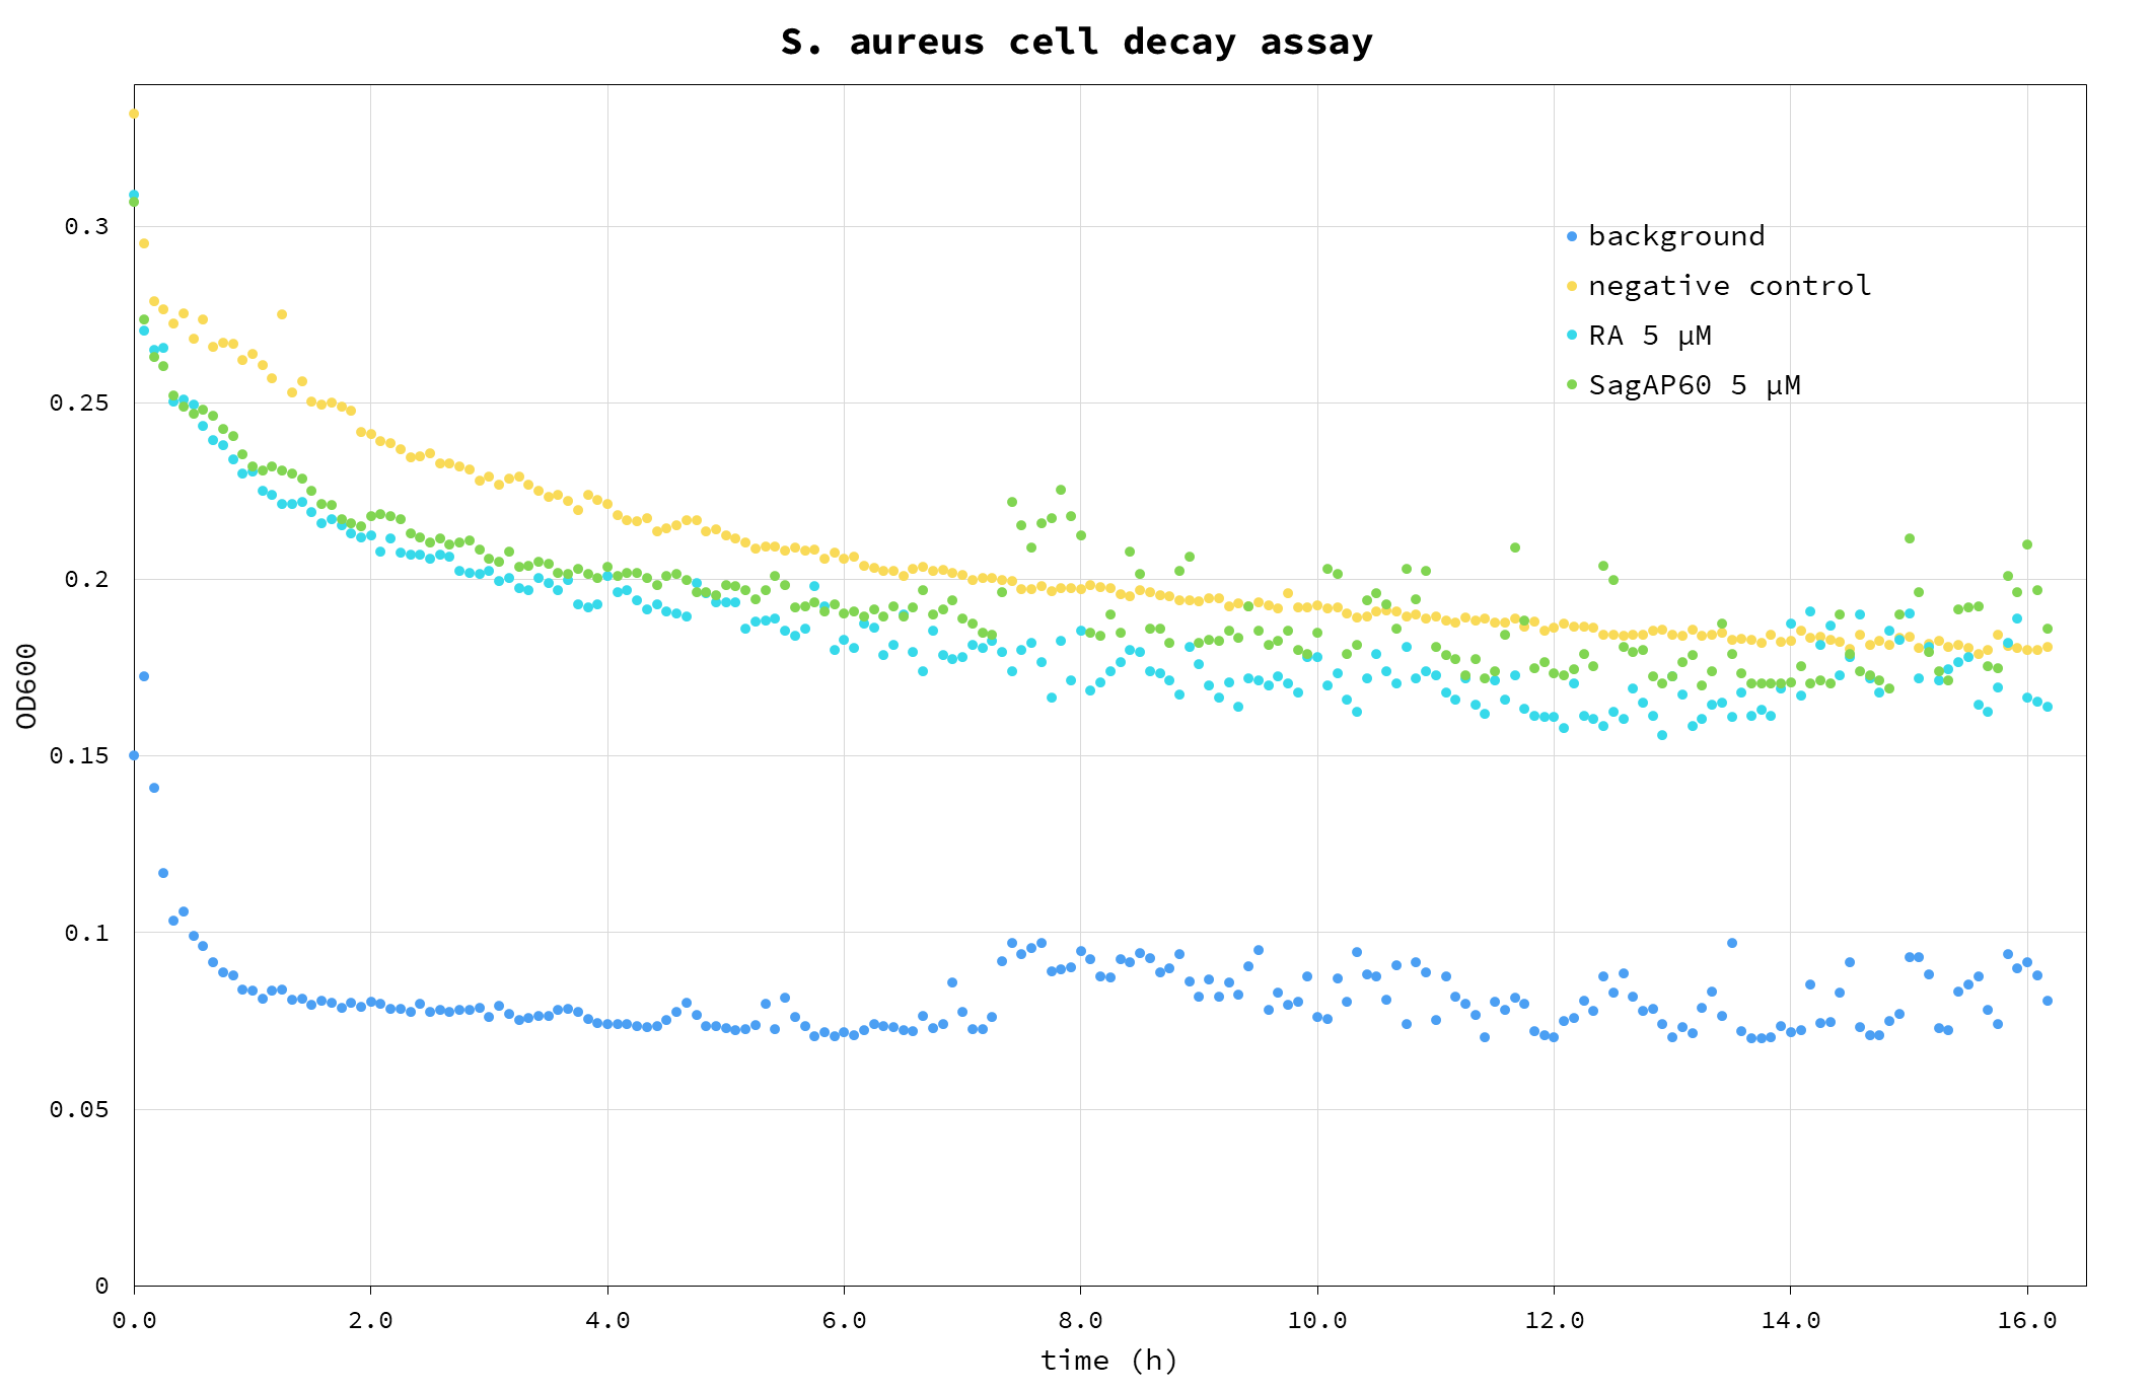 S. aureus cell decay assay
0.3
0.25
0.2
0.15
0.1
0.05
0
OD600
background
negative control
RA 5 µM
SagAP60 5 µM
0.0 2.0 4.0 6.0 8.0 10.0 12.0 14.0 16.0
time (h)